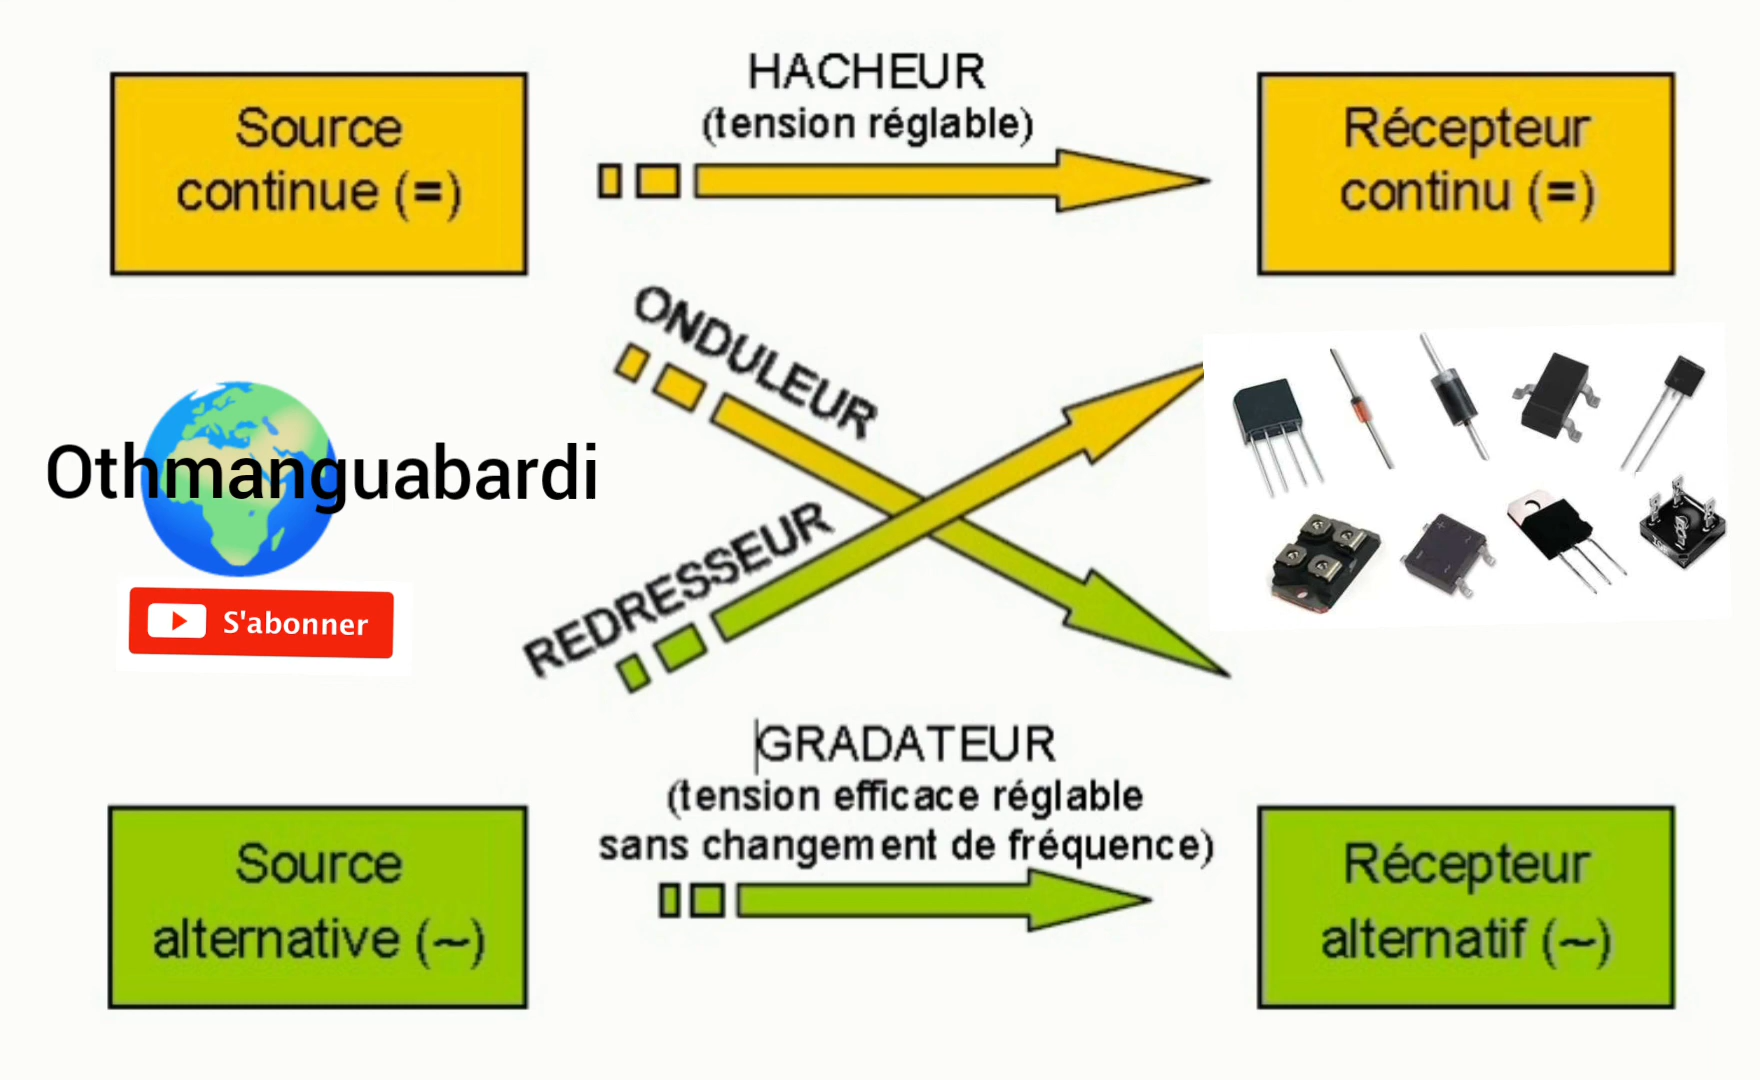 HACHEUR
(tension réglable)
Source
continue (=)
Récepteur
continu (=)
ONDULEUR
Othmanguabardi
REDRESSEUR
S'abonner
GRADATEUR
(tension efficace réglable
sans changement de fréquence)
Source
alternative (~)
Récepteur
alternatif (~)